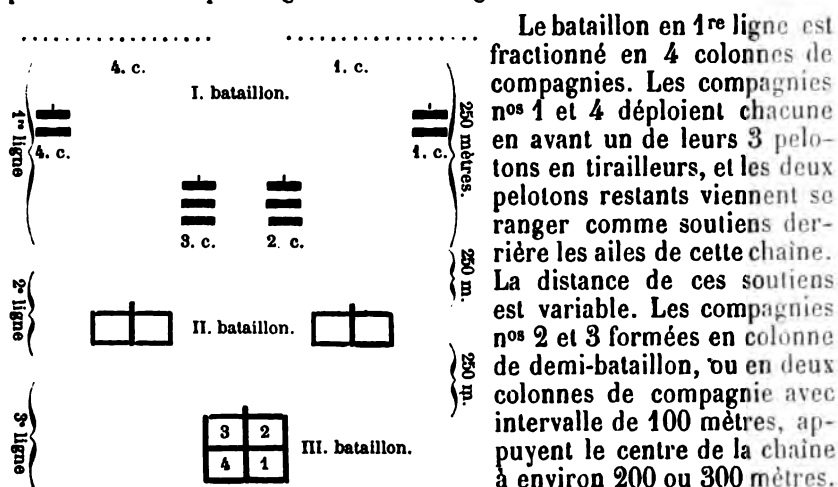 Le bataillon en 1re ligne est
fractionné en 4 colonnes de
compagnies. Les compagnies
nos 1 et 4 déploient chacune
en avant un de leurs 3 pelo-
tons en tirailleurs, et les deux
pelotons restants viennent se
ranger comme soutiens der-
rière les ailes de cette chaîne.
La distance de ces soutiens
est variable. Les compagnies
nos 2 et 3 formées en colonne
de demi-bataillon, ou en deux
colonnes de compagnie avec
intervalle de 100 mètres, ap-
puyent le centre de la chaîne
à environ 200 ou 300 mètres.
4. c.
1. c.
I. bataillon.
1re ligne
4. c.
1. c.
250 mètres.
3. c.
2. c.
250 m.
2e ligne
II. bataillon.
250 m.
3e ligne
3 2
4 1
III. bataillon.